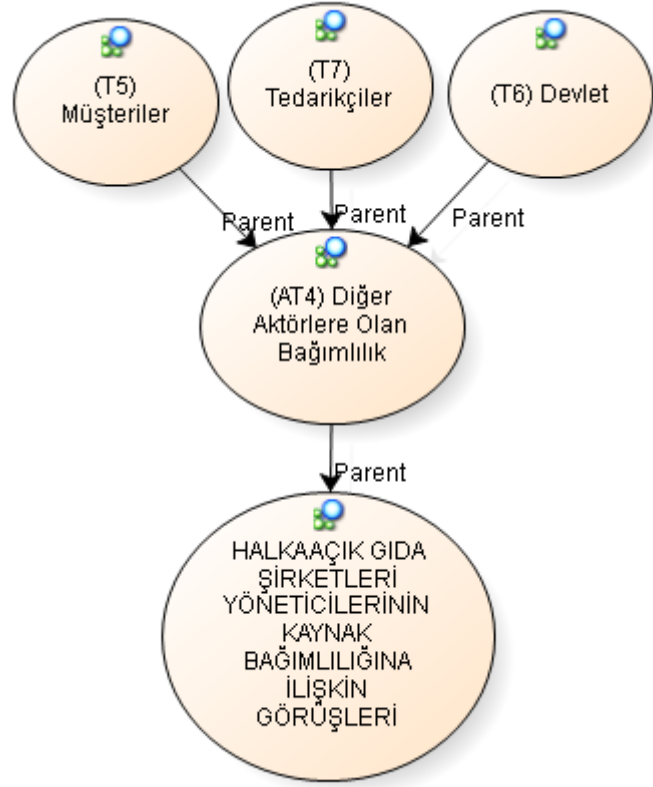 (T5)
Müşteriler
(T7)
Tedarikçiler
(T6) Devlet
Parent
Parent
Parent
(AT4) Diğer
Aktörlere Olan
Bağımlılık
Parent
HALKAAÇIK GIDA
ŞİRKETLERİ
YÖNETİCİLERİNİN
KAYNAK
BAĞIMLILIĞINA
İLİŞKİN
GÖRÜŞLERİ